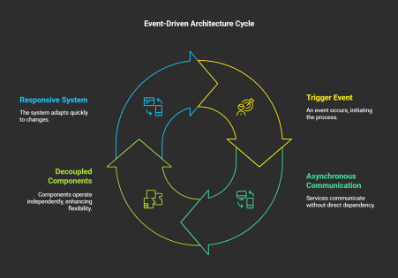 Event-Driven Architecture Cycle
Responsive System
The system adapts quickly
to changes.
Trigger Event
An event occurs, initiating
the process.
Decoupled
Components
Components operate
independently, enhancing
flexibility.
Asynchronous
Communication
Services communicate
without direct dependency.